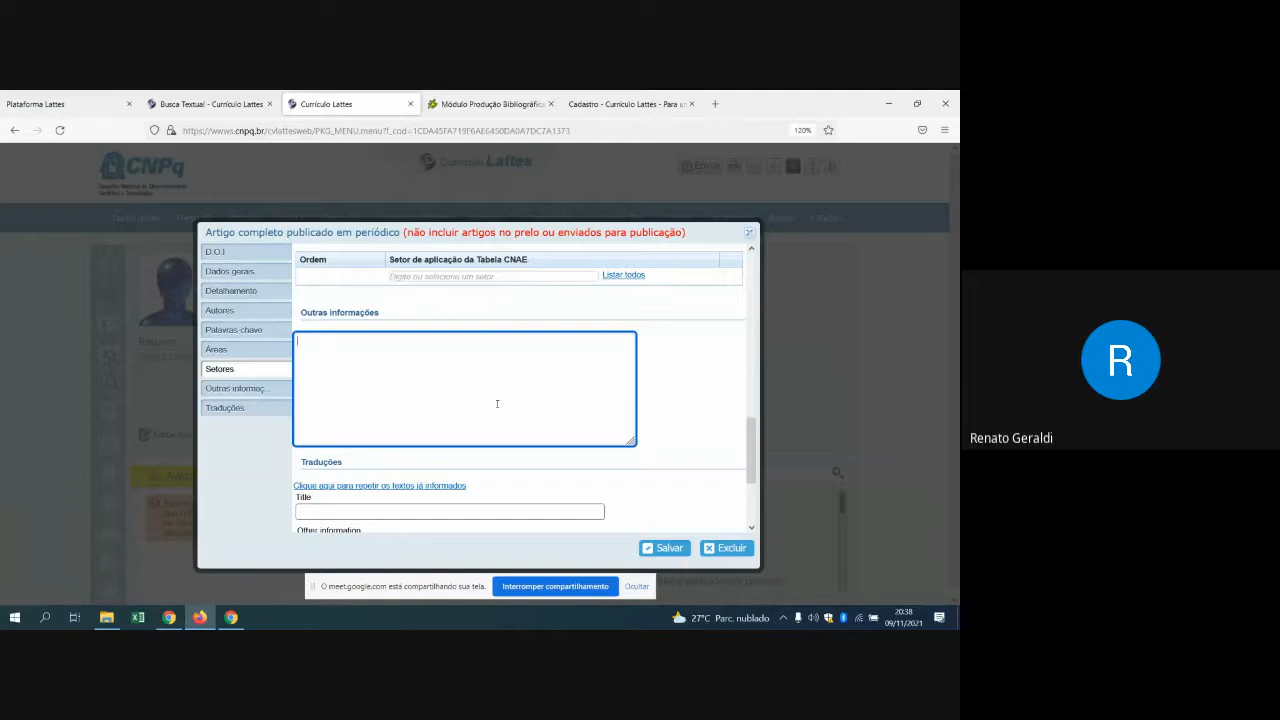 Plataforma Lattes
Busca Textual - Currículo Lattes
Currículo Lattes
Módulo Produção Bibliográfica
Cadastro - Currículo Lattes - Para u
https://wwws.cnpq.br/cvlattesweb/PKG_MENU.menu?f_cod=1CDA45FA719F6AE6450DA0A7DC7A1373
120%
CNPq
Currículo Lattes
Enviar
Artigo completo publicado em periódico (não incluir artigos no prelo ou enviados para publicação)
D.O.I
Dados gerais
Detalhamento
Autores
Palavras-chave
Áreas
Setores
Outras informaç...
Traduções
Ordem
Setor de aplicação da Tabela CNAE
Digite ou selecione um setor
Listar todos
Outras informações
Traduções
Clique aqui para repetir os textos já informados
Title
Other information
Salvar
Excluir
O meet.google.com está compartilhando sua tela.
Interromper compartilhamento
Ocultar
27°C Parc. nublado
20:38
09/11/2021
R
Renato Geraldi